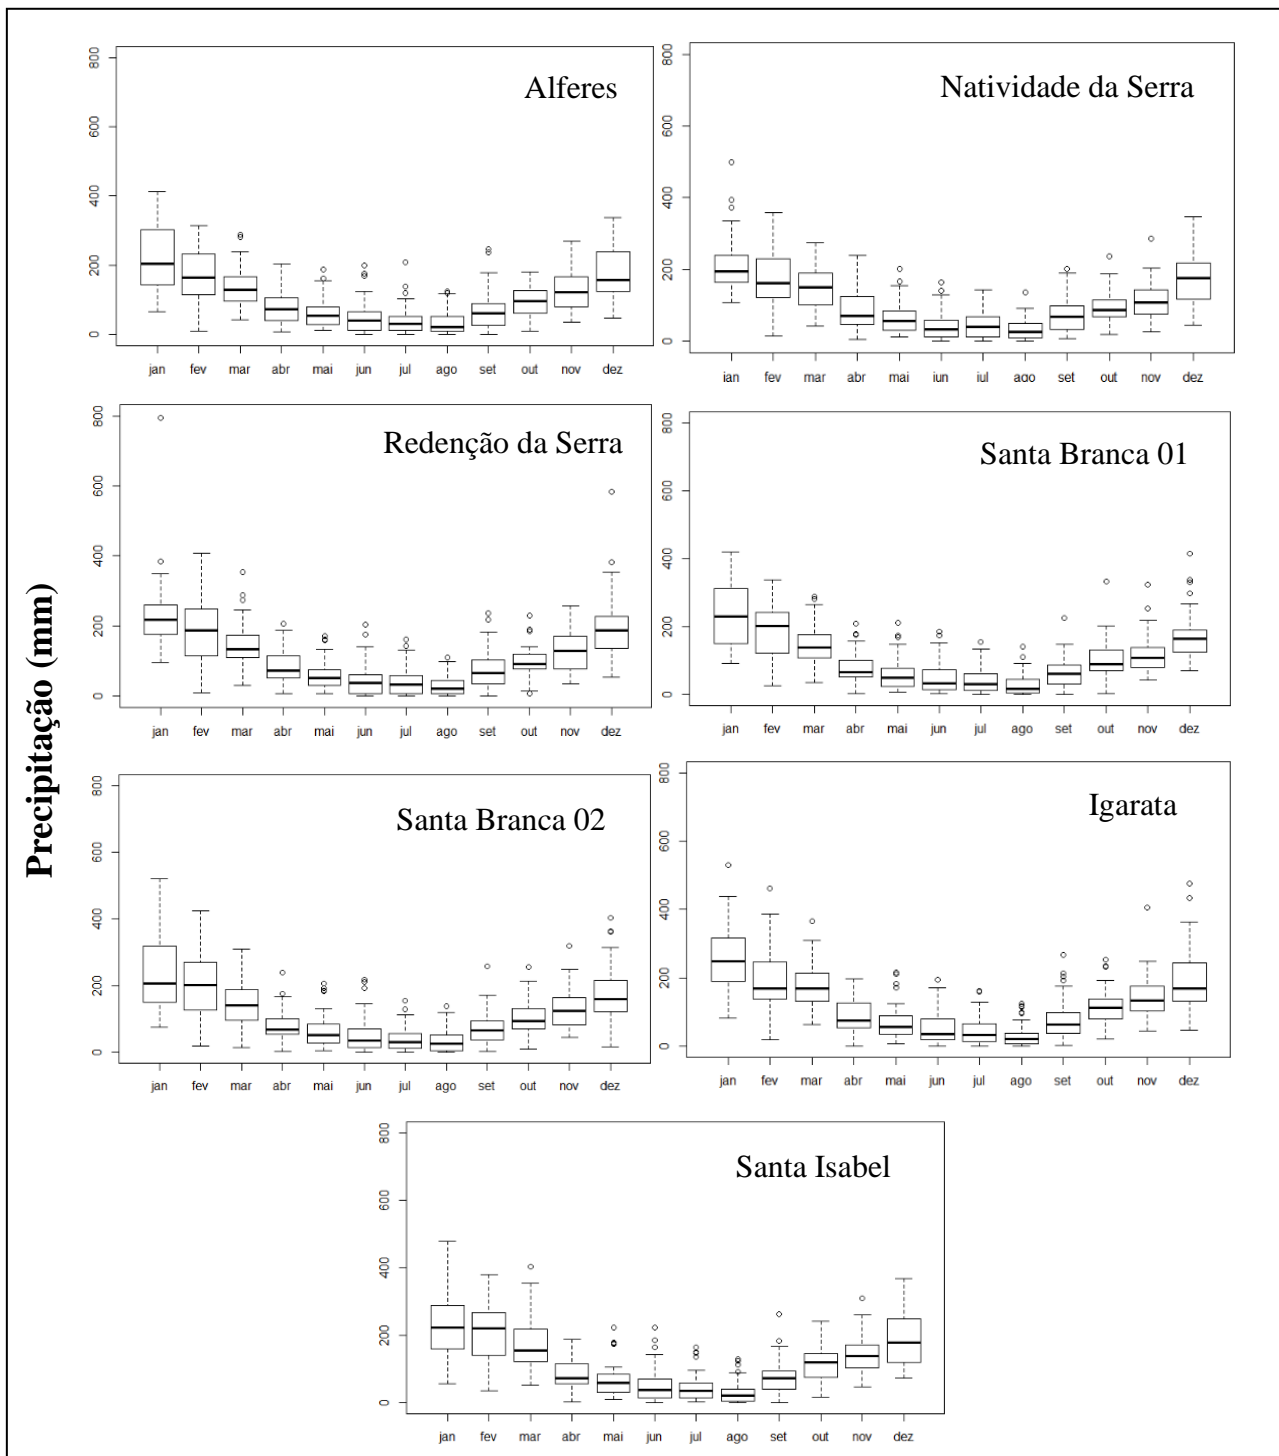 Precipitação (mm)
Alferes
800
600
400
200
0
jan fev mar abr mai jun jul ago set out nov dez
Natividade da Serra
800
600
400
200
0
jan fev mar abr mai jun jul ago set out nov dez
Redenção da Serra
800
600
400
200
0
jan fev mar abr mai jun jul ago set out nov dez
Santa Branca 01
800
600
400
200
0
jan fev mar abr mai jun jul ago set out nov dez
Santa Branca 02
800
600
400
200
0
jan fev mar abr mai jun jul ago set out nov dez
Igarata
800
600
400
200
0
jan fev mar abr mai jun jul ago set out nov dez
Santa Isabel
800
600
400
200
0
jan fev mar abr mai jun jul ago set out nov dez